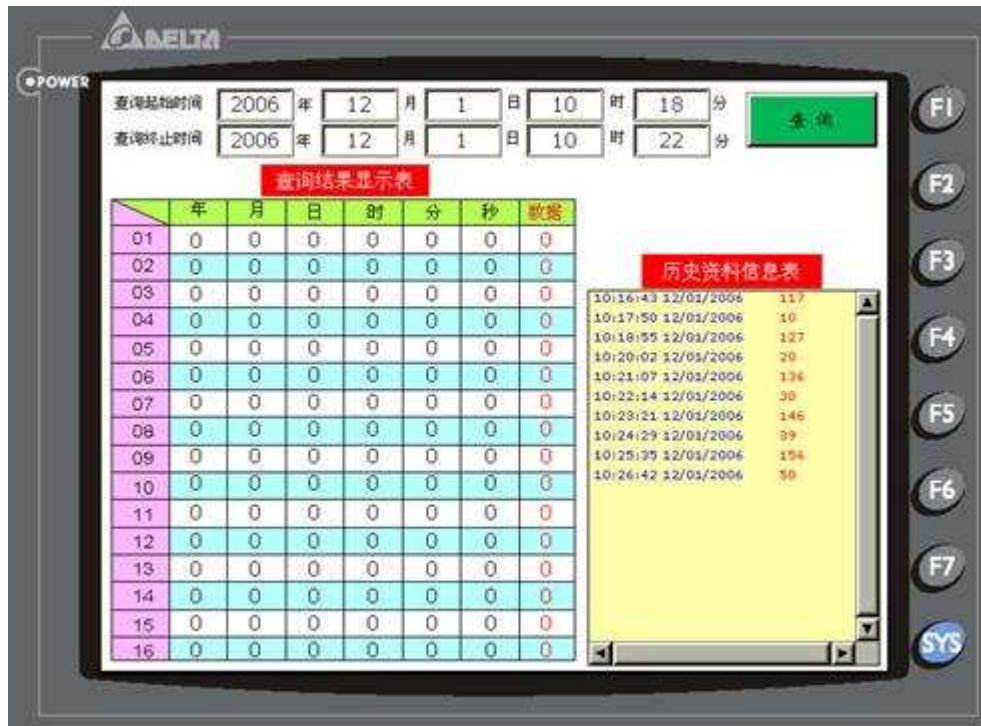 DELTA
POWER
查询起始时间 2006 年 12 月 1 日 10 时 18 分
查询终止时间 2006 年 12 月 1 日 10 时 22 分
查询
查询结果显示表
年 月 日 时 分 秒 数据
01 0 0 0 0 0 0 0
02 0 0 0 0 0 0 0
03 0 0 0 0 0 0 0
04 0 0 0 0 0 0 0
05 0 0 0 0 0 0 0
06 0 0 0 0 0 0 0
07 0 0 0 0 0 0 0
08 0 0 0 0 0 0 0
09 0 0 0 0 0 0 0
10 0 0 0 0 0 0 0
11 0 0 0 0 0 0 0
12 0 0 0 0 0 0 0
13 0 0 0 0 0 0 0
14 0 0 0 0 0 0 0
15 0 0 0 0 0 0 0
16 0 0 0 0 0 0 0
历史资料信息表
10:16:43 12/01/2006 117
10:17:50 12/01/2006 10
10:18:55 12/01/2006 127
10:20:02 12/01/2006 20
10:21:07 12/01/2006 136
10:22:14 12/01/2006 30
10:23:21 12/01/2006 146
10:24:29 12/01/2006 39
10:25:35 12/01/2006 156
10:26:42 12/01/2006 50
F1
F2
F3
F4
F5
F6
F7
SYS